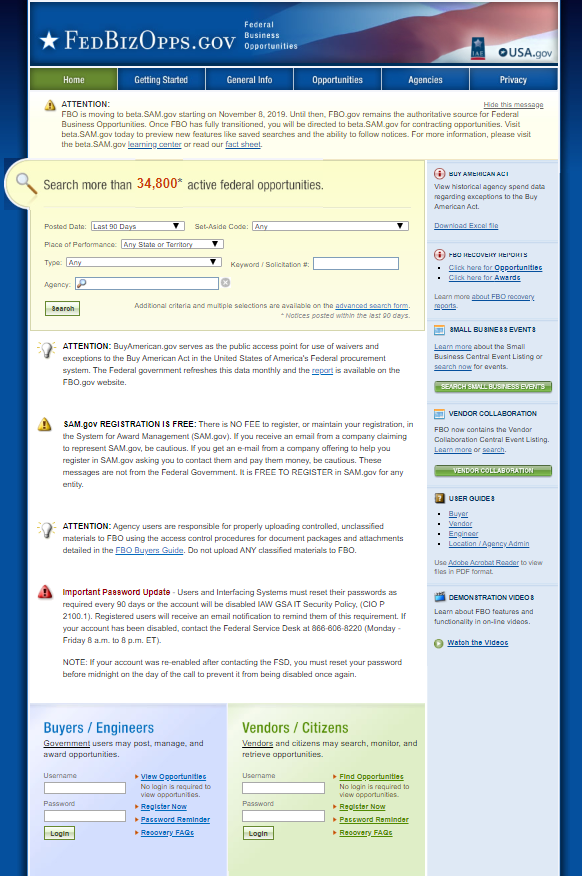 FedBizOpps.gov
Federal
Business
Opportunities
IAE
USA.gov
Home
Getting Started
General Info
Opportunities
Agencies
Privacy
ATTENTION:
Hide this message
FBO is moving to beta.SAM.gov starting on November 8, 2019. Until then, FBO.gov remains the authoritative source for Federal
Business Opportunities. Once FBO has fully transitioned, you will be directed to beta.SAM.gov for contracting opportunities. Visit
beta.SAM.gov today to preview new features like saved searches and the ability to follow notices. For more information, please visit
the beta.SAM.gov learning center or read our fact sheet.
Search more than 34,800* active federal opportunities.
Posted Date: Last 90 Days Set-Aside Code: Any
Place of Performance: Any State or Territory
Type: Any Keyword / Solicitation #:
Agency:
Search
Additional criteria and multiple selections are available on the advanced search form.
* Notices posted within the last 90 days.
ATTENTION: BuyAmerican.gov serves as the public access point for use of waivers and
exceptions to the Buy American Act in the United States of America's Federal procurement
system. The Federal government refreshes this data monthly and the report is available on the
FBO.gov website.
SAM.gov REGISTRATION IS FREE: There is NO FEE to register, or maintain your registration, in
the System for Award Management (SAM.gov). If you receive an email from a company claiming
to represent SAM.gov, be cautious. If you get an e-mail from a company offering to help you
register in SAM.gov asking you to contact them and pay them money, be cautious. These
messages are not from the Federal Government. It is FREE TO REGISTER in SAM.gov for any
entity.
ATTENTION: Agency users are responsible for properly uploading controlled, unclassified
materials to FBO using the access control procedures for document packages and attachments
detailed in the FBO Buyers Guide. Do not upload ANY classified materials to FBO.
Important Password Update - Users and Interfacing Systems must reset their passwords as
required every 90 days or the account will be disabled IAW GSA IT Security Policy, (CIO P
2100.1). Registered users will receive an email notification to remind them of this requirement. If
your account has been disabled, contact the Federal Service Desk at 866-606-8220 (Monday -
Friday 8 a.m. to 8 p.m. ET).
NOTE: If your account was re-enabled after contacting the FSD, you must reset your password
before midnight on the day of the call to prevent it from being disabled once again.
BUY AMERICAN ACT
View historical agency spend data
regarding exceptions to the Buy
American Act.
Download Excel file
FBO RECOVERY REPORTS
Click here for Opportunities
Click here for Awards
Learn more about FBO recovery
reports.
SMALL BUSINESS EVENTS
Learn more about the Small
Business Central Event Listing or
search now for events.
SEARCH SMALL BUSINESS EVENTS
VENDOR COLLABORATION
FBO now contains the Vendor
Collaboration Central Event Listing.
Learn more or search.
VENDOR COLLABORATION
USER GUIDES
Buyer
Vendor
Engineer
Location / Agency Admin
Use Adobe Acrobat Reader to view
files in PDF format.
DEMONSTRATION VIDEOS
Learn about FBO features and
functionality in on-line videos.
Watch the Videos
Buyers / Engineers
Government users may post, manage, and
award opportunities.
Username
Password
Login
View Opportunities
No login is required to
view opportunities.
Register Now
Password Reminder
Recovery FAQs
Vendors / Citizens
Vendors and citizens may search, monitor, and
retrieve opportunities.
Username
Password
Login
Find Opportunities
No login is required to
view opportunities.
Register Now
Password Reminder
Recovery FAQs